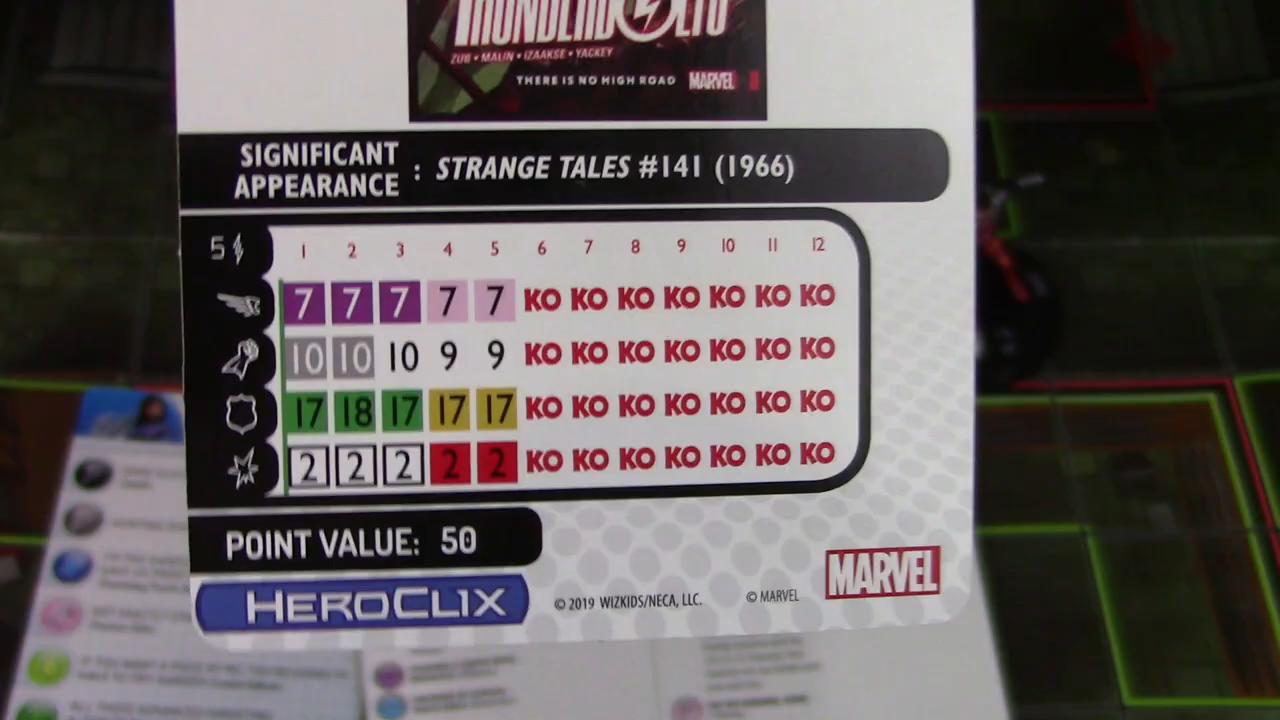 THUNDERBOLTS
ZUB • MALIN • IZAAKSE • YACKEY
THERE IS NO HIGH ROAD MARVEL
SIGNIFICANT APPEARANCE : STRANGE TALES #141 (1966)
5 1 2 3 4 5 6 7 8 9 10 11 12
7 7 7 7 7 KO KO KO KO KO KO KO
10 10 10 9 9 KO KO KO KO KO KO KO
17 18 17 17 17 KO KO KO KO KO KO KO
2 2 2 2 2 KO KO KO KO KO KO KO
POINT VALUE: 50
HEROCLIX © 2019 WIZKIDS/NECA, LLC. © MARVEL MARVEL